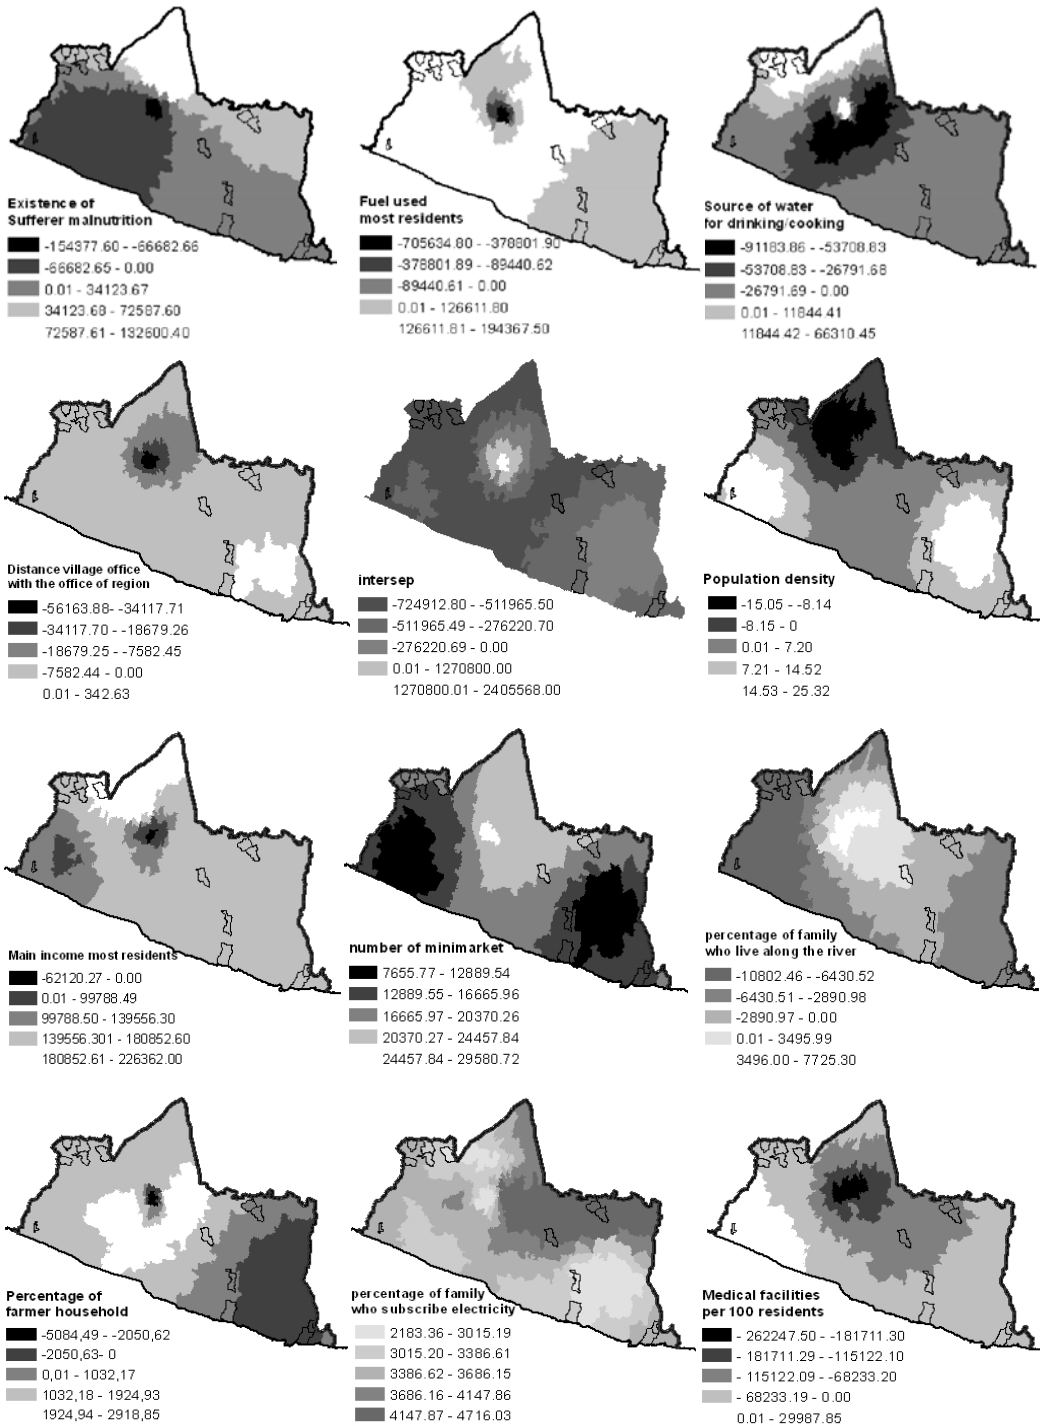 Existence of
Sufferer malnutrition
-154377.60 - -66682.66
-66682.65 - 0.00
0.01 - 34123.67
34123.68 - 72587.60
72587.61 - 132600.40
Fuel used
most residents
-705634.80 - -378801.90
-378801.89 - -89440.62
-89440.61 - 0.00
0.01 - 126611.80
126611.81 - 194367.50
Source of water
for drinking/cooking
-91183.86 - -53708.83
-53708.83 - -26791.68
-26791.69 - 0.00
0.01 - 11844.41
11844.42 - 66310.45
Distance village office
with the office of region
-56163.88- -34117.71
-34117.70 - -18679.26
-18679.25 - -7582.45
-7582.44 - 0.00
0.01 - 342.63
intersep
-724912.80 - -511965.50
-511965.49 - -276220.70
-276220.69 - 0.00
0.01 - 1270800.00
1270800.01 - 2405568.00
Population density
-15.05 - -8.14
-8.15 - 0
0.01 - 7.20
7.21 - 14.52
14.53 - 25.32
Main income most residents
-62120.27 - 0.00
0.01 - 99788.49
99788.50 - 139556.30
139556.301 - 180852.60
180852.61 - 226362.00
number of minimarket
7655.77 - 12889.54
12889.55 - 16665.96
16665.97 - 20370.26
20370.27 - 24457.84
24457.84 - 29580.72
percentage of family
who live along the river
-10802.46 - -6430.52
-6430.51 - -2890.98
-2890.97 - 0.00
0.01 - 3495.99
3496.00 - 7725.30
Percentage of
farmer household
-5084,49 - -2050,62
-2050,63- 0
0,01 - 1032,17
1032,18 - 1924,93
1924,94 - 2918,85
percentage of family
who subscribe electricity
2183.36 - 3015.19
3015.20 - 3386.61
3386.62 - 3686.15
3686.16 - 4147.86
4147.87 - 4716.03
Medical facilities
per 100 residents
- 262247.50 - -181711.30
- 181711.29 - -115122.10
- 115122.09 - -68233.20
- 68233.19 - 0.00
0.01 - 29987.85